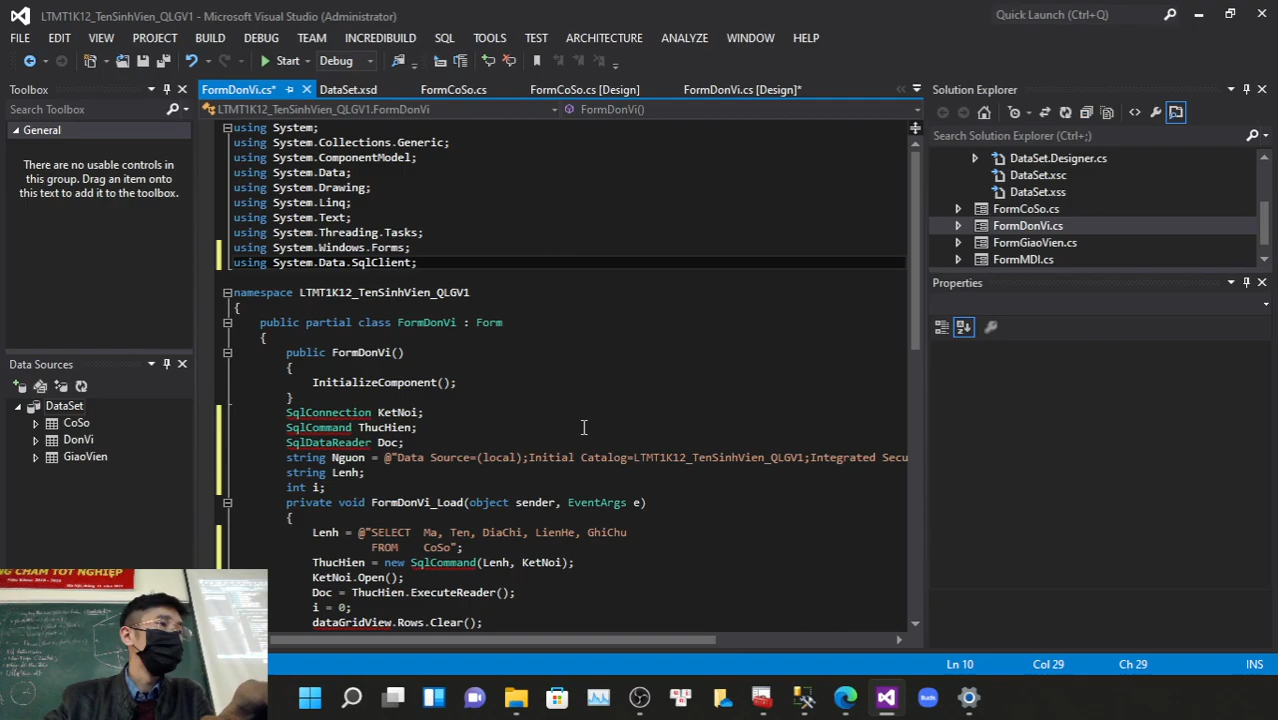 LTMT1K12_TenSinhVien_QLGV1 - Microsoft Visual Studio (Administrator)
Quick Launch (Ctrl+Q)
FILE EDIT VIEW PROJECT BUILD DEBUG TEAM INCREDIBUILD SQL TOOLS TEST ARCHITECTURE ANALYZE WINDOW HELP
Start Debug
Toolbox
Search Toolbox
General
There are no usable controls in
this group. Drag an item onto
this text to add it to the toolbox.
Data Sources
DataSet
CoSo
DonVi
GiaoVien
FormDonVi.cs* DataSet.xsd FormCoSo.cs FormCoSo.cs [Design] FormDonVi.cs [Design]*
LTMT1K12_TenSinhVien_QLGV1.FormDonVi FormDonVi()
using System;
using System.Collections.Generic;
using System.ComponentModel;
using System.Data;
using System.Drawing;
using System.Linq;
using System.Text;
using System.Threading.Tasks;
using System.Windows.Forms;
using System.Data.SqlClient;
namespace LTMT1K12_TenSinhVien_QLGV1
{
public partial class FormDonVi : Form
{
public FormDonVi()
{
InitializeComponent();
}
SqlConnection KetNoi;
SqlCommand ThucHien;
SqlDataReader Doc;
string Nguon = @"Data Source=(local);Initial Catalog=LTMT1K12_TenSinhVien_QLGV1;Integrated Secu
string Lenh;
int i;
private void FormDonVi_Load(object sender, EventArgs e)
{
Lenh = @"SELECT Ma, Ten, DiaChi, LienHe, GhiChu
FROM CoSo";
ThucHien = new SqlCommand(Lenh, KetNoi);
KetNoi.Open();
Doc = ThucHien.ExecuteReader();
i = 0;
dataGridView.Rows.Clear();
Solution Explorer
Search Solution Explorer (Ctrl+;)
DataSet.Designer.cs
DataSet.xsc
DataSet.xss
FormCoSo.cs
FormDonVi.cs
FormGiaoVien.cs
FormMDI.cs
Properties
Ln 10 Col 29 Ch 29 INS
NG CHẤM TỐT NGHIỆP